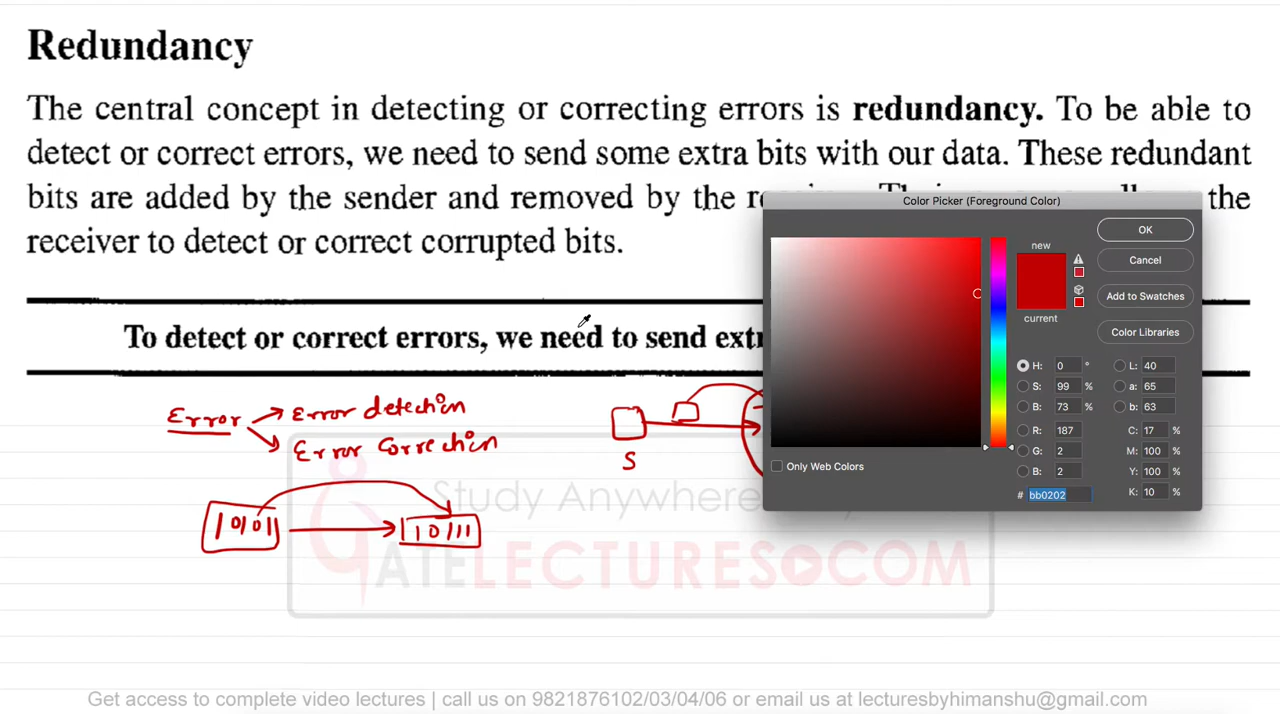 Redundancy
The central concept in detecting or correcting errors is redundancy. To be able to
detect or correct errors, we need to send some extra bits with our data. These redundant
bits are added by the sender and removed by the the
receiver to detect or correct corrupted bits.
To detect or correct errors, we need to send
Color Picker (Foreground Color)
new
current
OK
Cancel
Add to Swatches
Color Libraries
H: 0 °
S: 99 %
B: 73 %
R: 187
G: 2
B: 2
# bb0202
L: 40
a: 65
b: 63
C: 17 %
M: 100 %
Y: 100 %
K: 10 %
Only Web Colors
Error
Error detection
Error correction
S
10101
10111
Study Anywhere
GATELECTURES.COM
Get access to complete video lectures | call us on 9821876102/03/04/06 or email us at lecturesbyhimanshu@gmail.com